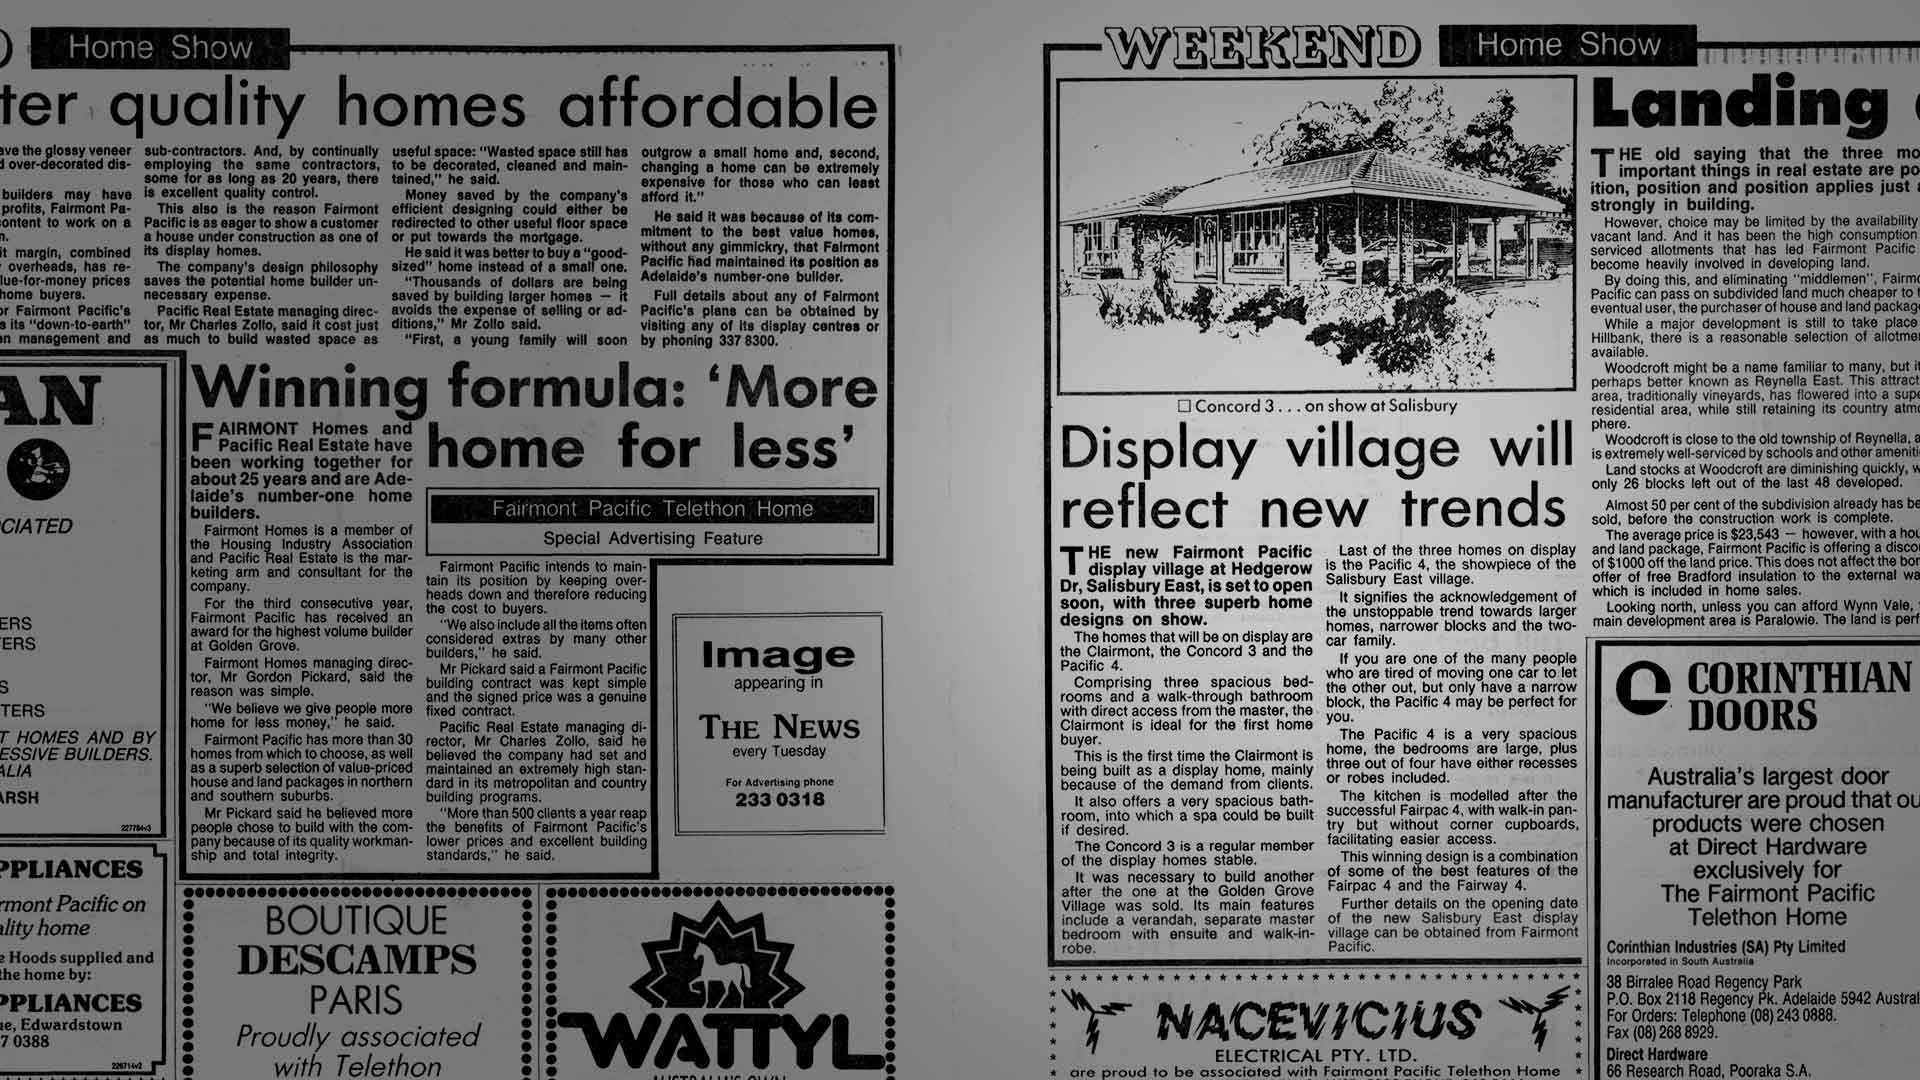 Home Show
ter quality homes affordable
ave the glossy veneer
over-decorated dis-
builders may have
profits, Fairmont Pa-
content to work on a
it margin, combined
overheads, has re-
lue-for-money prices
home buyers.
or Fairmont Pacific's
s its "down-to-earth"
management and
sub-contractors. And, by continually
employing the same contractors,
some for as long as 20 years, there
is excellent quality control.
This also is the reason Fairmont
Pacific is as eager to show a customer
a house under construction as one of
its display homes.
The company's design philosophy
saves the potential home builder un-
necessary expense.
Pacific Real Estate managing direc-
tor, Mr Charles Zollo, said it cost just
as much to build wasted space as
useful space: "Wasted space still has
to be decorated, cleaned and main-
tained," he said.
Money saved by the company's
efficient designing could either be
redirected to other useful floor space
or put towards the mortgage.
He said it was better to buy a "good-
sized" home instead of a small one.
"Thousands of dollars are being
saved by building larger homes — it
avoids the expense of selling or ad-
ditions," Mr Zollo said.
"First, a young family will soon
outgrow a small home and, second,
changing a home can be extremely
expensive for those who can least
afford it."
He said it was because of its com-
mitment to the best value homes,
without any gimmickry, that Fairmont
Pacific had maintained its position as
Adelaide's number-one builder.
Full details about any of Fairmont
Pacific's plans can be obtained by
visiting any of its display centres or
by phoning 337 8300.
AN
CIATED
ERS
TERS
S
TERS
T HOMES AND BY
ESSIVE BUILDERS.
ALIA
ARSH
227784v3
Winning formula: 'More
home for less'
FAIRMONT Homes and
Pacific Real Estate have
been working together for
about 25 years and are Ade-
laide's number-one home
builders.
Fairmont Homes is a member of
the Housing Industry Association
and Pacific Real Estate is the mar-
keting arm and consultant for the
company.
For the third consecutive year,
Fairmont Pacific has received an
award for the highest volume builder
at Golden Grove.
Fairmont Homes managing direc-
tor, Mr Gordon Pickard, said the
reason was simple.
"We believe we give people more
home for less money," he said.
Fairmont Pacific has more than 30
homes from which to choose, as well
as a superb selection of value-priced
house and land packages in northern
and southern suburbs.
Mr Pickard said he believed more
people chose to build with the com-
pany because of its quality workman-
ship and total integrity.
Fairmont Pacific Telethon Home
Special Advertising Feature
Fairmont Pacific intends to main-
tain its position by keeping over-
heads down and therefore reducing
the cost to buyers.
"We also include all the items often
considered extras by many other
builders," he said.
Mr Pickard said a Fairmont Pacific
building contract was kept simple
and the signed price was a genuine
fixed contract.
Pacific Real Estate managing di-
rector, Mr Charles Zollo, said he
believed the company had set and
maintained an extremely high stan-
dard in its metropolitan and country
building programs.
"More than 500 clients a year reap
the benefits of Fairmont Pacific's
lower prices and excellent building
standards," he said.
Image
appearing in
THE NEWS
every Tuesday
For Advertising phone
233 0318
PPLIANCES
rmont Pacific on
ality home
e Hoods supplied and
the home by:
PPLIANCES
ue, Edwardstown
7 0388
226714v2
BOUTIQUE
DESCAMPS
PARIS
Proudly associated
with Telethon
WATTYL
AUSTRALIA'S OWN
WEEKEND
Home Show
☐ Concord 3 . . . on show at Salisbury
Display village will
reflect new trends
THE new Fairmont Pacific
display village at Hedgerow
Dr, Salisbury East, is set to open
soon, with three superb home
designs on show.
The homes that will be on display are
the Clairmont, the Concord 3 and the
Pacific 4.
Comprising three spacious bed-
rooms and a walk-through bathroom
with direct access from the master, the
Clairmont is ideal for the first home
buyer.
This is the first time the Clairmont is
being built as a display home, mainly
because of the demand from clients.
It also offers a very spacious bath-
room, into which a spa could be built
if desired.
The Concord 3 is a regular member
of the display homes stable.
It was necessary to build another
after the one at the Golden Grove
Village was sold. Its main features
include a verandah, separate master
bedroom with ensuite and walk-in-
robe.
Last of the three homes on display
is the Pacific 4, the showpiece of the
Salisbury East village.
It signifies the acknowledgement of
the unstoppable trend towards larger
homes, narrower blocks and the two-
car family.
If you are one of the many people
who are tired of moving one car to let
the other out, but only have a narrow
block, the Pacific 4 may be perfect for
you.
The Pacific 4 is a very spacious
home, the bedrooms are large, plus
three out of four have either recesses
or robes included.
The kitchen is modelled after the
successful Fairpac 4, with walk-in pan-
try but without corner cupboards,
facilitating easier access.
This winning design is a combination
of some of the best features of the
Fairpac 4 and the Fairway 4.
Further details on the opening date
of the new Salisbury East display
village can be obtained from Fairmont
Pacific.
Landing
THE old saying that the three mo
important things in real estate are po
ition, position and position applies just
strongly in building.
However, choice may be limited by the availability
vacant land. And it has been the high consumption
serviced allotments that has led Fairmont Pacific
become heavily involved in developing land.
By doing this, and eliminating "middlemen", Fairmo
Pacific can pass on subdivided land much cheaper to t
eventual user, the purchaser of house and land package
While a major development is still to take place
Hillbank, there is a reasonable selection of allotme
available.
Woodcroft might be a name familiar to many, but it
perhaps better known as Reynella East. This attract
area, traditionally vineyards, has flowered into a supe
residential area, while still retaining its country atmo
phere.
Woodcroft is close to the old township of Reynella, a
is extremely well-serviced by schools and other ameniti
Land stocks at Woodcroft are diminishing quickly, w
only 26 blocks left out of the last 48 developed.
Almost 50 per cent of the subdivision already has be
sold, before the construction work is complete.
The average price is $23,543 — however, with a hou
and land package, Fairmont Pacific is offering a disco
of $1000 off the land price. This does not affect the bon
offer of free Bradford insulation to the external wa
which is included in home sales.
Looking north, unless you can afford Wynn Vale,
main development area is Paralowie. The land is perf
CORINTHIAN
DOORS
Australia's largest door
manufacturer are proud that ou
products were chosen
at Direct Hardware
exclusively for
The Fairmont Pacific
Telethon Home
Corinthian Industries (SA) Pty Limited
Incorporated in South Australia
38 Birralee Road Regency Park
P.O. Box 2118 Regency Pk. Adelaide 5942 Austral
For Orders: Telephone (08) 243 0888.
Fax (08) 268 8929.
Direct Hardware
66 Research Road, Pooraka S.A.
NACEVICIUS
ELECTRICAL PTY. LTD.
are proud to be associated with Fairmont Pacific Telethon Home